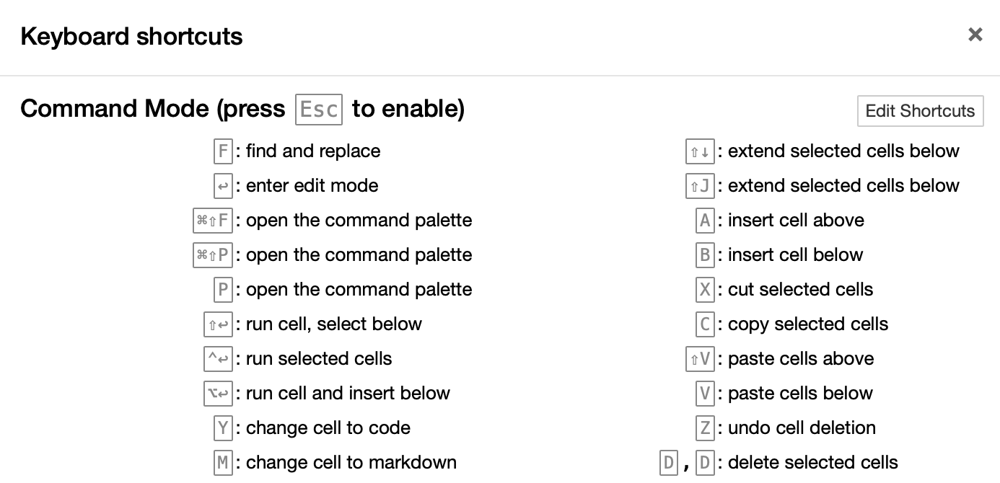 Keyboard shortcuts ×
Command Mode (press Esc to enable)
Edit Shortcuts
F : find and replace
↩ : enter edit mode
⌘⇧F : open the command palette
⌘⇧P : open the command palette
P : open the command palette
⇧↩ : run cell, select below
^↩ : run selected cells
⌥↩ : run cell and insert below
Y : change cell to code
M : change cell to markdown
⇧↓ : extend selected cells below
⇧J : extend selected cells below
A : insert cell above
B : insert cell below
X : cut selected cells
C : copy selected cells
⇧V : paste cells above
V : paste cells below
Z : undo cell deletion
D , D : delete selected cells